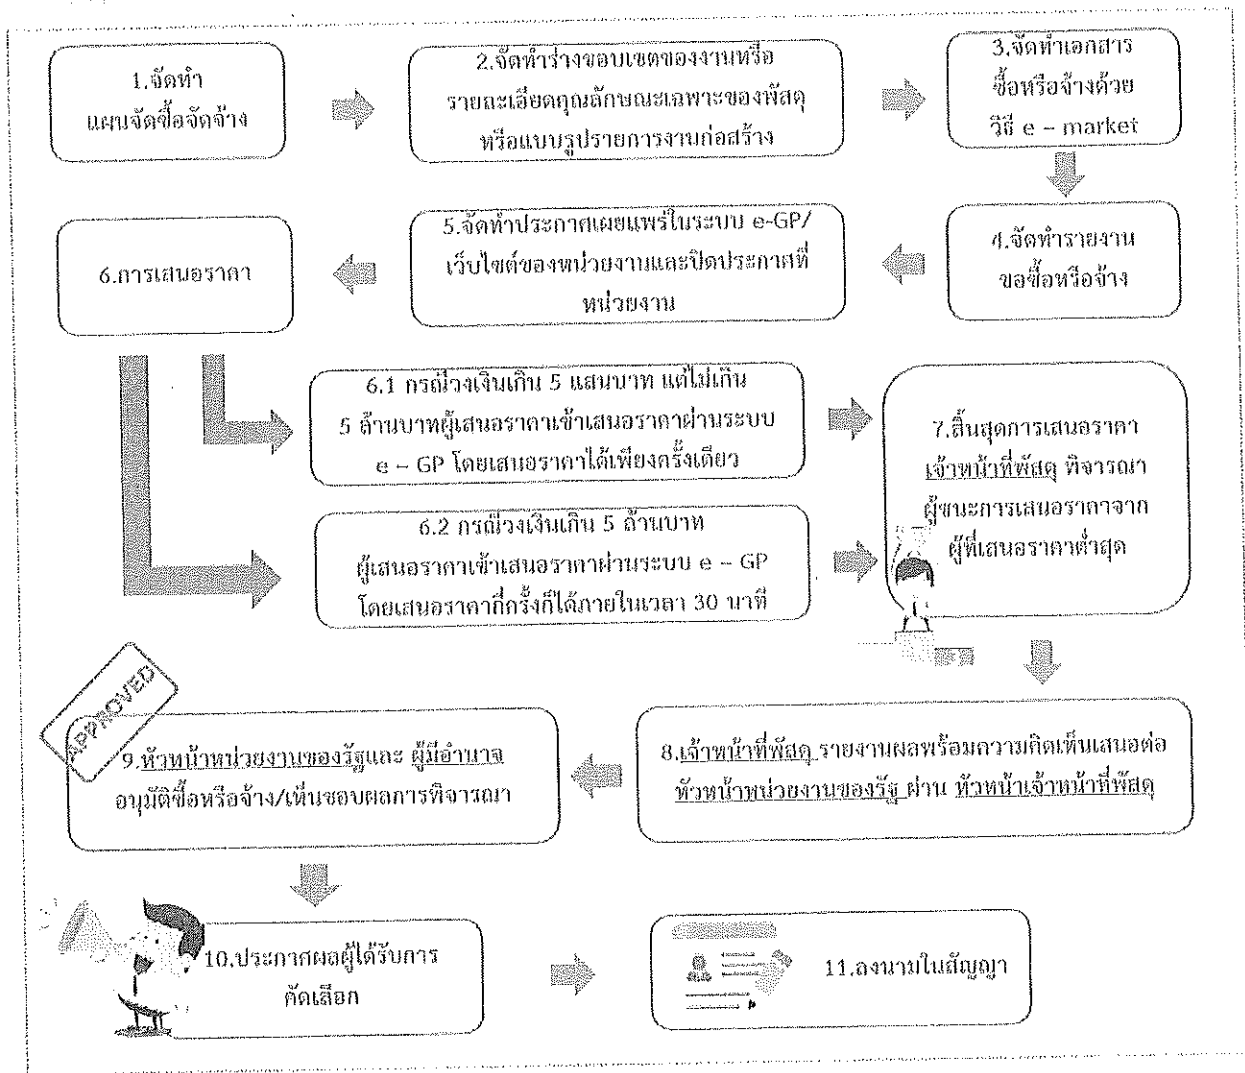 1.จัดทำ
แผนจัดซื้อจัดจ้าง
2.จัดทำร่างขอบเขตของงานหรือ
รายละเอียดคุณลักษณะเฉพาะของพัสดุ
หรือแบบรูปรายการงานก่อสร้าง
3.จัดทำเอกสาร
ซื้อหรือจ้างด้วย
วิธี e – market
4.จัดทำรายงาน
ขอซื้อหรือจ้าง
5.จัดทำประกาศเผยแพร่ในระบบ e-GP/
เว็บไซต์ของหน่วยงานและปิดประกาศที่
หน่วยงาน
6.การเสนอราคา
6.1 กรณีวงเงินเกิน 5 แสนบาท แต่ไม่เกิน
5 ล้านบาทผู้เสนอราคาเข้าเสนอราคาผ่านระบบ
e – GP โดยเสนอราคาได้เพียงครั้งเดียว
6.2 กรณีวงเงินเกิน 5 ล้านบาท
ผู้เสนอราคาเข้าเสนอราคาผ่านระบบ e – GP
โดยเสนอราคากี่ครั้งก็ได้ภายในเวลา 30 นาที
7.สิ้นสุดการเสนอราคา
เจ้าหน้าที่พัสดุ พิจารณา
ผู้ชนะการเสนอราคาจาก
ผู้ที่เสนอราคาต่ำสุด
8.เจ้าหน้าที่พัสดุ รายงานผลพร้อมความคิดเห็นเสนอต่อ
หัวหน้าหน่วยงานของรัฐ ผ่าน หัวหน้าเจ้าหน้าที่พัสดุ
APPROVED
9.หัวหน้าหน่วยงานของรัฐและ ผู้มีอำนาจ
อนุมัติซื้อหรือจ้าง/เห็นชอบผลการพิจารณา
10.ประกาศผลผู้ได้รับการ
คัดเลือก
11.ลงนามในสัญญา